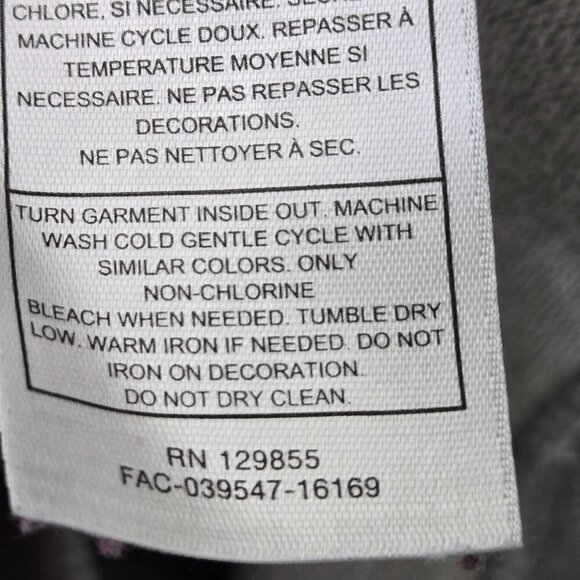 CHLORE, SI NÉCESSAIRE.
MACHINE CYCLE DOUX. REPASSER À
TEMPERATURE MOYENNE SI
NECESSAIRE. NE PAS REPASSER LES
DECORATIONS.
NE PAS NETTOYER À SEC.
TURN GARMENT INSIDE OUT. MACHINE
WASH COLD GENTLE CYCLE WITH
SIMILAR COLORS. ONLY
NON-CHLORINE
BLEACH WHEN NEEDED. TUMBLE DRY
LOW. WARM IRON IF NEEDED. DO NOT
IRON ON DECORATION.
DO NOT DRY CLEAN.
RN 129855
FAC-039547-16169